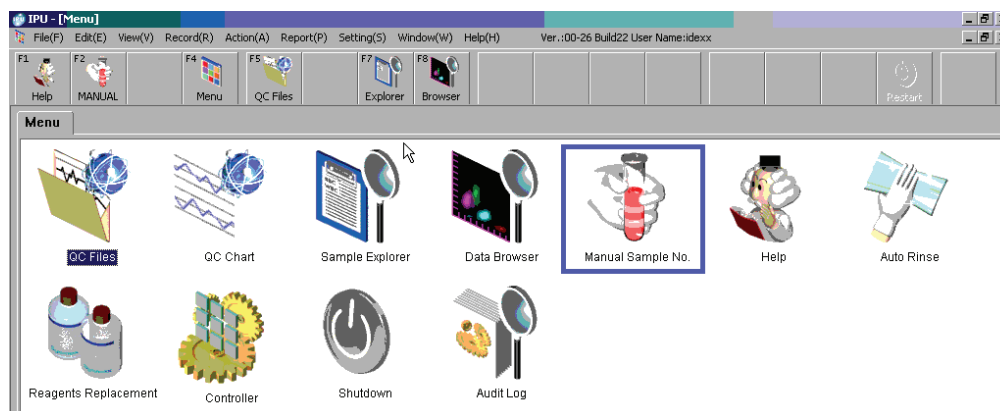 IPU - [Menu]
File(F) Edit(E) View(V) Record(R) Action(A) Report(P) Setting(S) Window(W) Help(H) Ver.:00-26 Build22 User Name:idexx
F1 F2 F4 F5 F7 F8
Help MANUAL Menu QC Files Explorer Browser Restart
Menu
QC Files QC Chart Sample Explorer Data Browser Manual Sample No. Help Auto Rinse
Reagents Replacement Controller Shutdown Audit Log